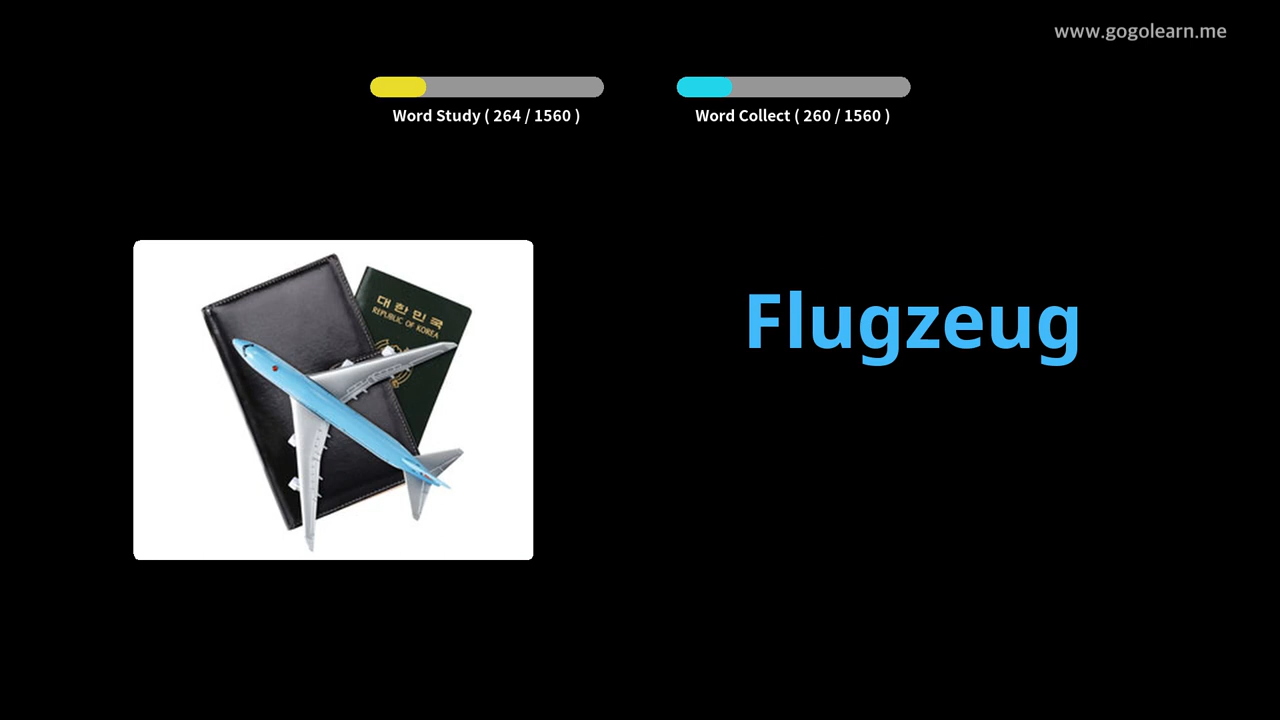 www.gogolearn.me
Word Study ( 264 / 1560 )
Word Collect ( 260 / 1560 )
대한민국
REPUBLIC OF KOREA
Flugzeug